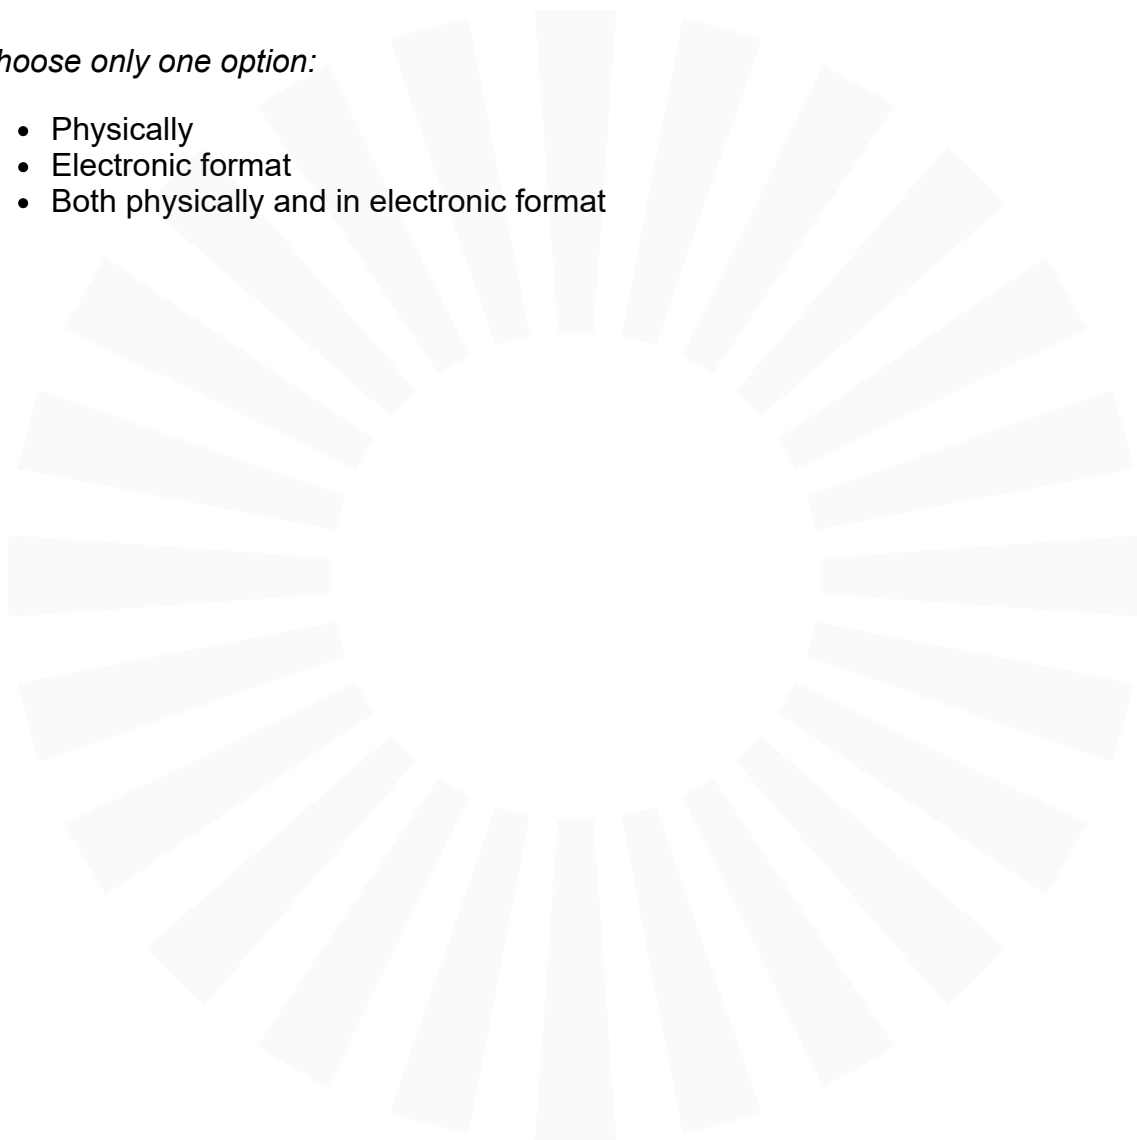 hoose only one option:
• Physically
• Electronic format
• Both physically and in electronic format